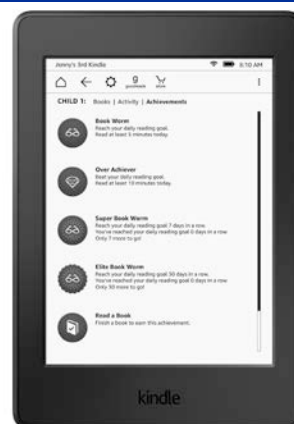 Jonny's 3rd Kindle
8:10 AM
goodreads
store
CHILD 1: Books | Activity | Achievements
Book Worm
Reach your daily reading goal.
Read at least 5 minutes today.
Over Achiever
Beat your daily reading goal.
Read at least 10 minutes today.
Super Book Worm
Reach your daily reading goal 7 days in a row.
You've reached your daily reading goal 0 days in a row
Only 7 more to go!
Elite Book Worm
Reach your daily reading goal 30 days in a row.
You've reached your daily reading goal 0 days in a row
Only 30 more to go!
Read a Book
Finish a book to earn this achievement.
kindle